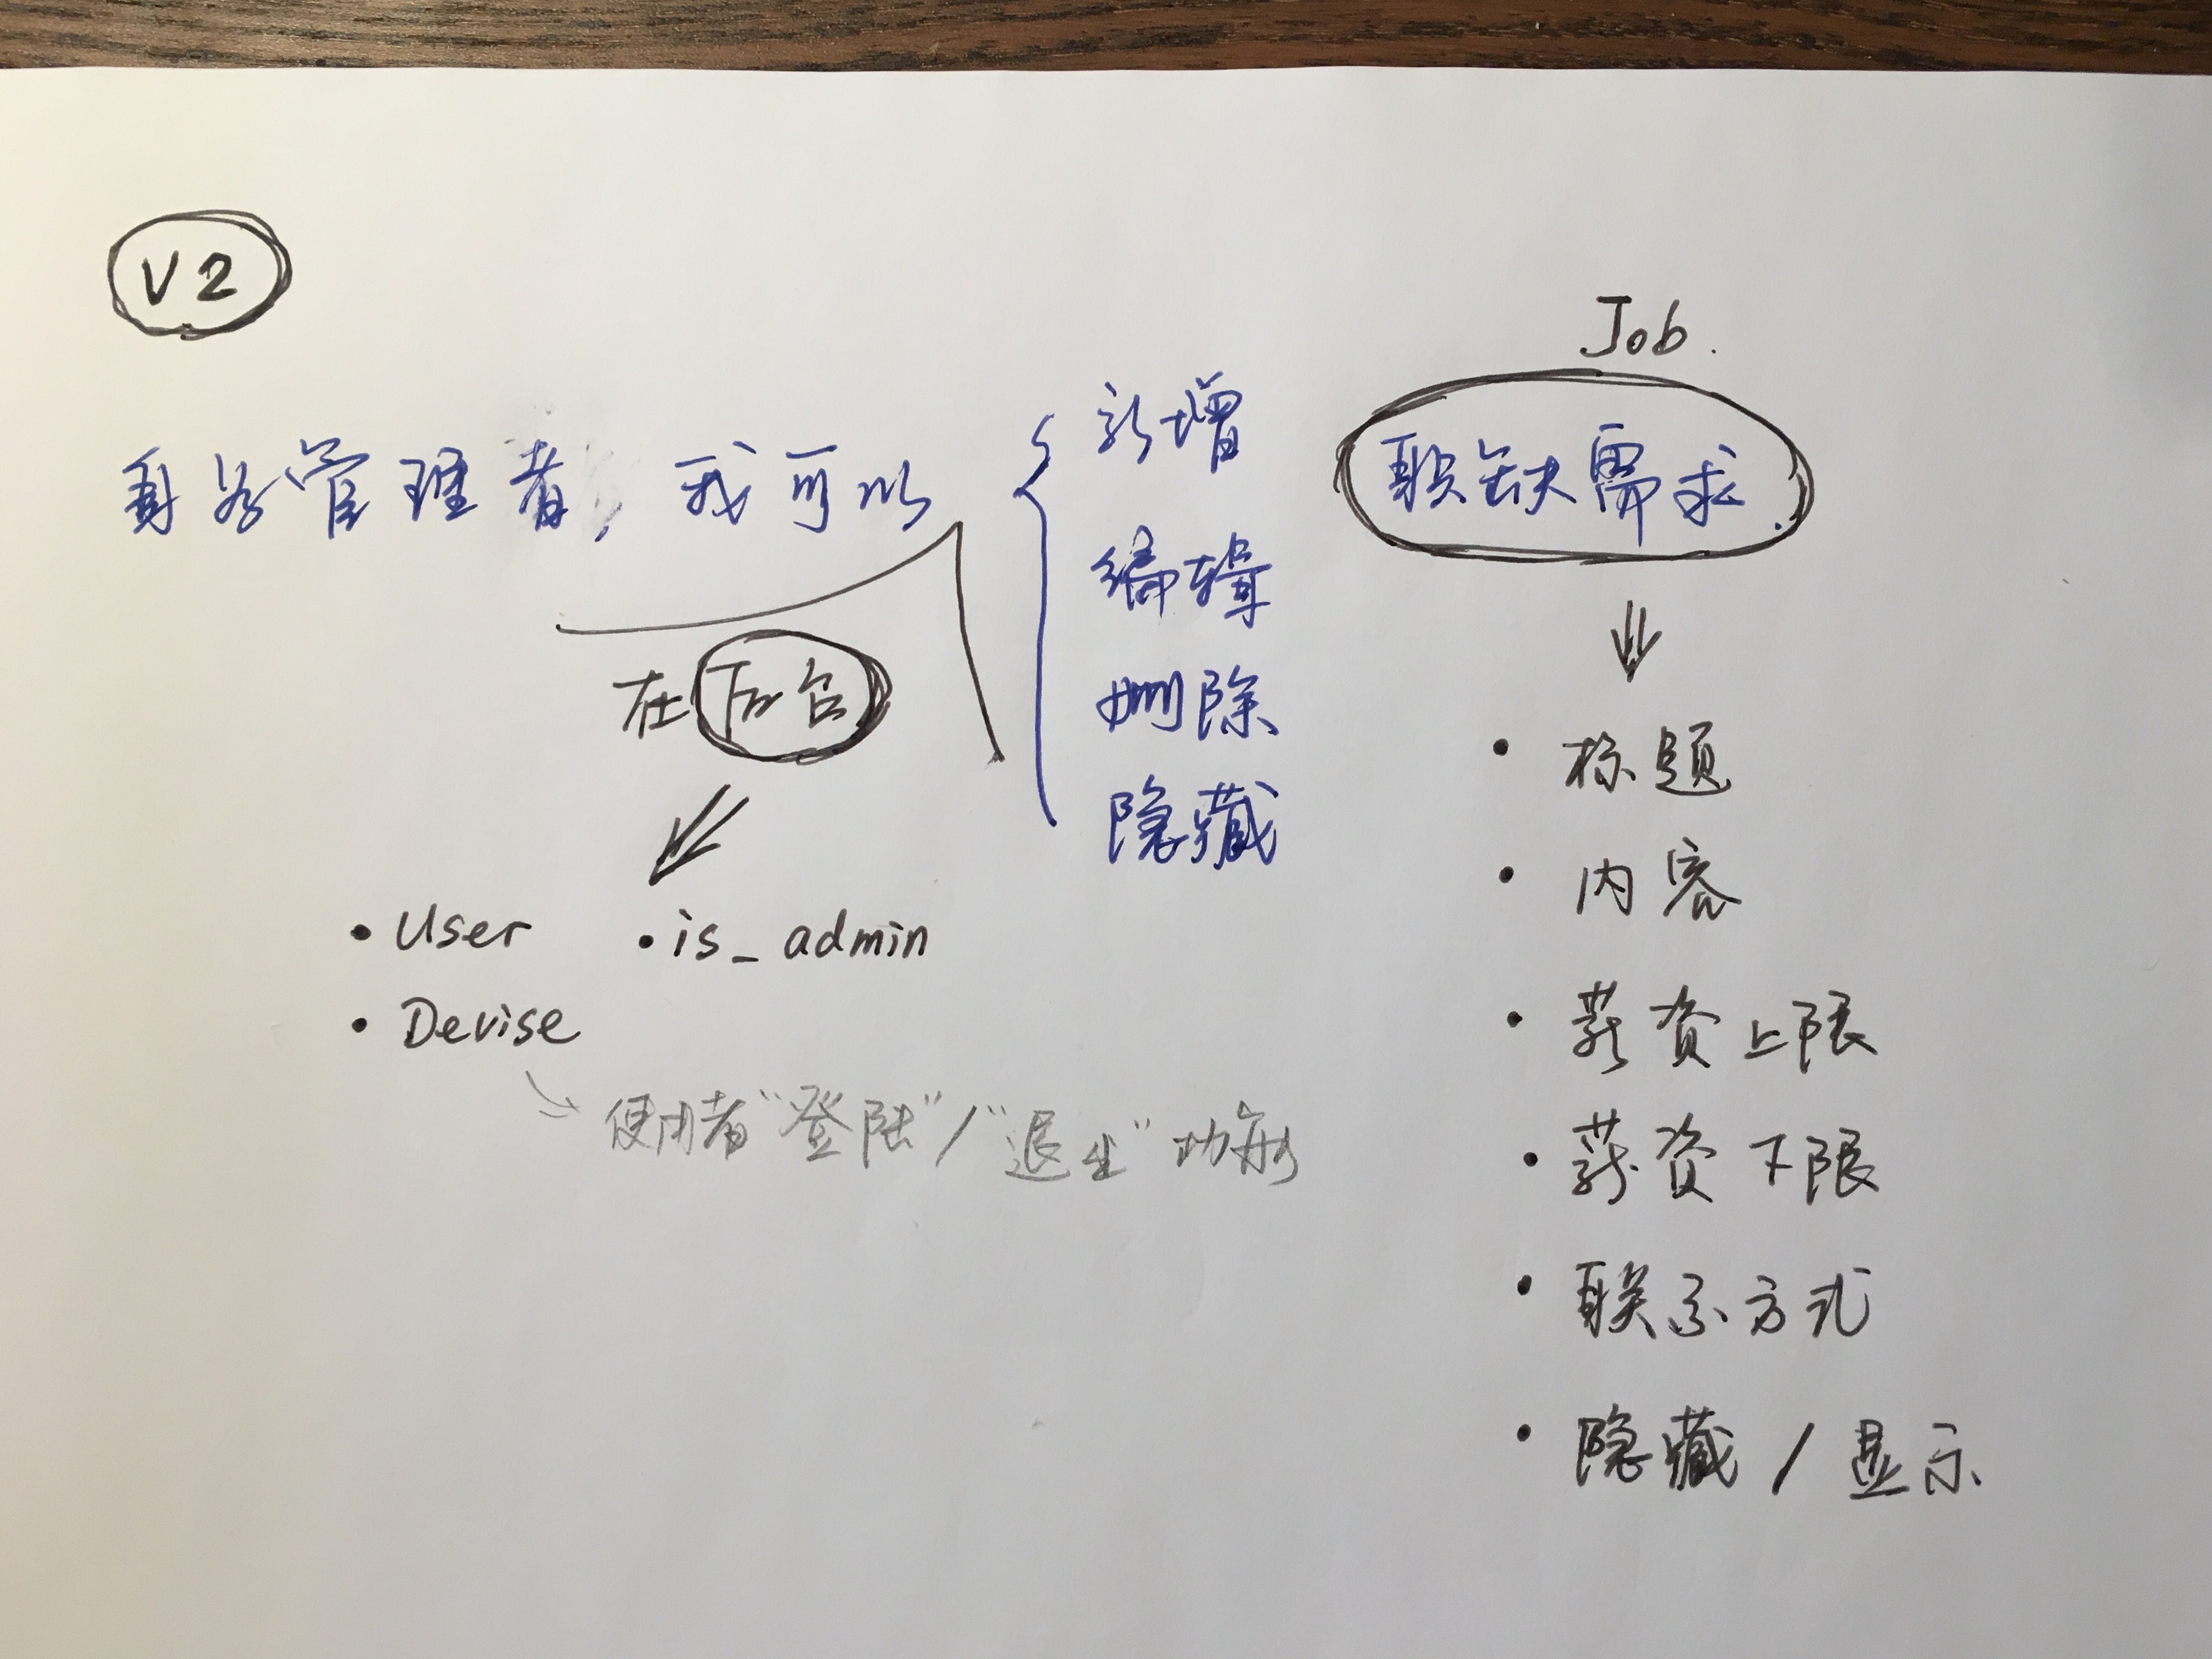 V2
Job.
身为管理者,我可以
新增
编辑
删除
隐藏
职缺需求.
在后台
• User
• is_admin
• Devise
使用者"登陆"/"退出"功能
• 标题
• 内容
• 薪资上限
• 薪资下限
• 联系方式
• 隐藏/显示